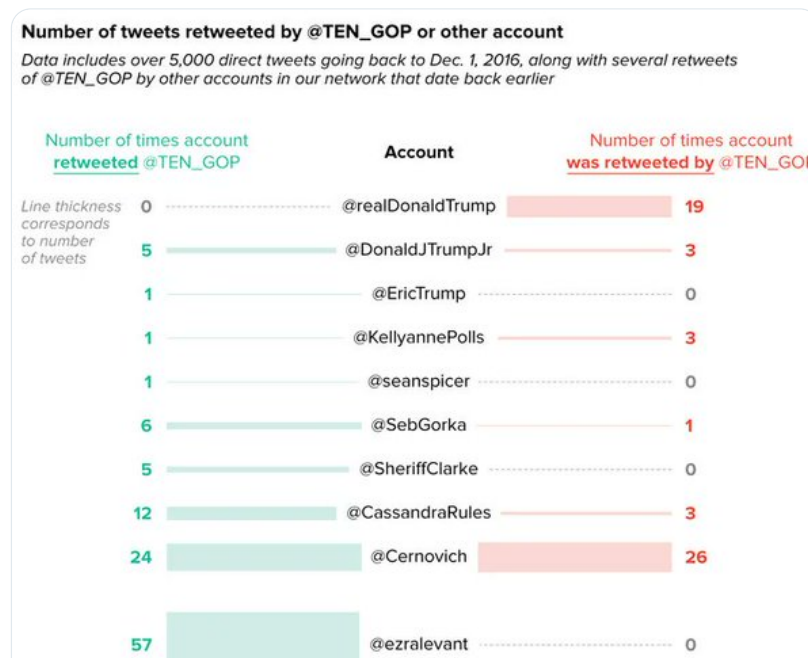 Number of tweets retweeted by @TEN_GOP or other account
Data includes over 5,000 direct tweets going back to Dec. 1, 2016, along with several retweets
of @TEN_GOP by other accounts in our network that date back earlier
Number of times account
retweeted @TEN_GOP
Account
Number of times account
was retweeted by @TEN_GOP
Line thickness
corresponds
to number
of tweets
0 @realDonaldTrump 19
5 @DonaldJTrumpJr 3
1 @EricTrump 0
1 @KellyannePolls 3
1 @seanspicer 0
6 @SebGorka 1
5 @SheriffClarke 0
12 @CassandraRules 3
24 @Cernovich 26
57 @ezralevant 0